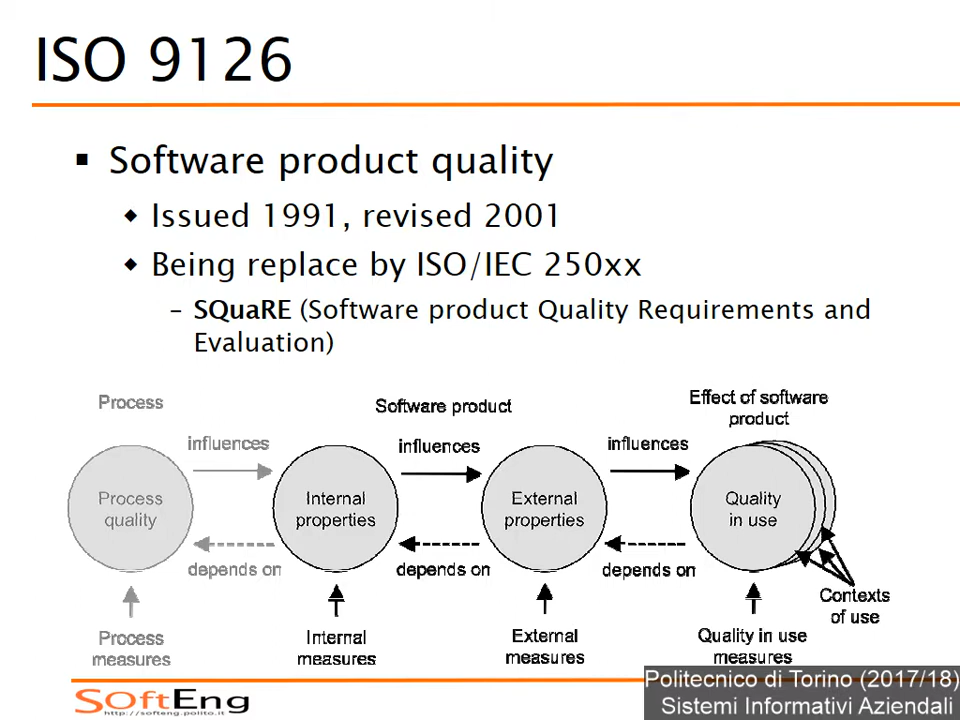 ISO 9126
Software product quality
Issued 1991, revised 2001
Being replace by ISO/IEC 250xx
– SQuaRE (Software product Quality Requirements and
Evaluation)
Process
Software product
Effect of software
product
influences
influences
influences
Process
quality
Internal
properties
External
properties
Quality
in use
depends on
depends on
depends on
Contexts
of use
Process
measures
Internal
measures
External
measures
Quality in use
measures
SOftEng
http://softeng.polito.it
Politecnico di Torino (2017/18)
Sistemi Informativi Aziendali